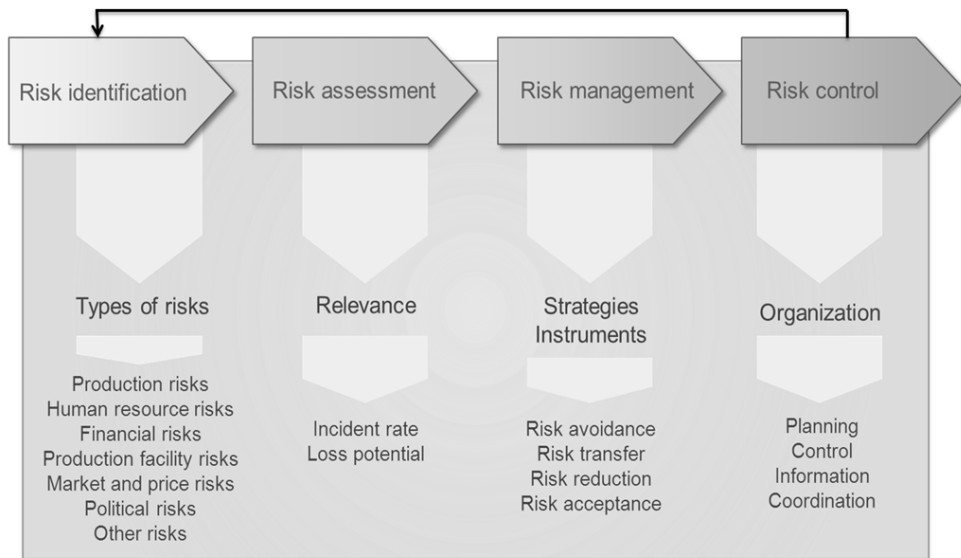 Risk identification
Risk assessment
Risk management
Risk control
Types of risks
Production risks
Human resource risks
Financial risks
Production facility risks
Market and price risks
Political risks
Other risks
Relevance
Incident rate
Loss potential
Strategies
Instruments
Risk avoidance
Risk transfer
Risk reduction
Risk acceptance
Organization
Planning
Control
Information
Coordination